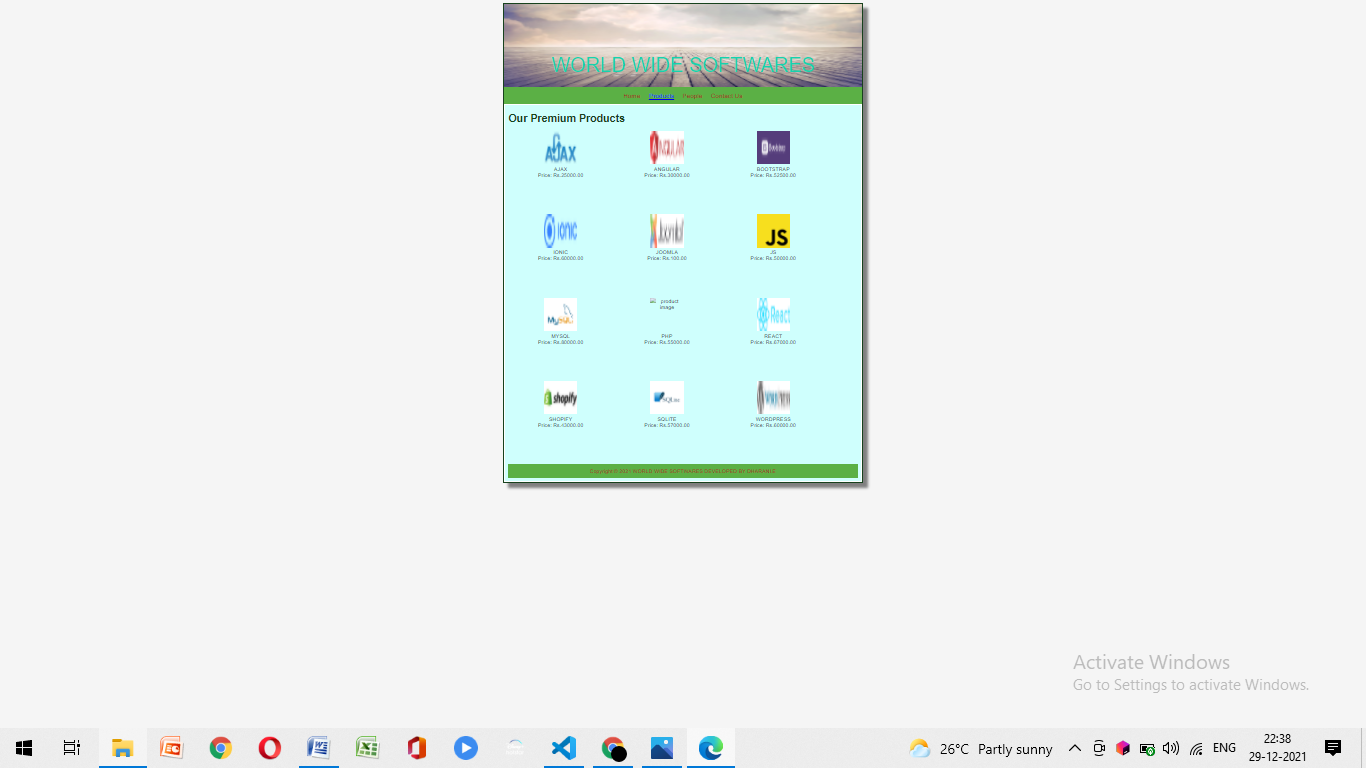 WORLD WIDE SOFTWARES
Home Products People Contact Us
Our Premium Products
AJAX ANGULAR Bootstrap
AJAX ANGULAR BOOTSTRAP
Price: Rs.25000.00 Price: Rs.30000.00 Price: Rs.52500.00
ionic Joomla! JS
IONIC JOOMLA JS
Price: Rs.60000.00 Price: Rs.100.00 Price: Rs.50000.00
MySQL product React
image
MYSQL PHP REACT
Price: Rs.80000.00 Price: Rs.55000.00 Price: Rs.67000.00
shopify SQLite
SHOPIFY SQLITE WORDPRESS
Price: Rs.43000.00 Price: Rs.57000.00 Price: Rs.60000.00
Copyright © 2021 WORLD WIDE SOFTWARES DEVELOPED BY
Activate Windows
Go to Settings to activate Windows.
26°C Partly sunny ENG 22:38
29-12-2021